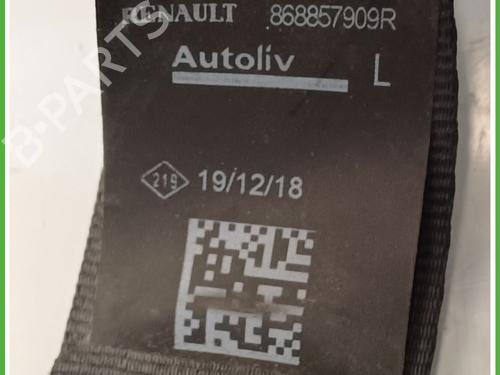 RENAULT 868857909R
Autoliv
L
219 19/12/18
B-PARTS